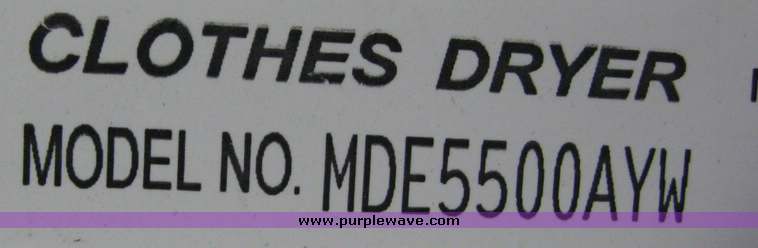 CLOTHES DRYER
MODEL NO. MDE5500AYW
www.purplewave.com